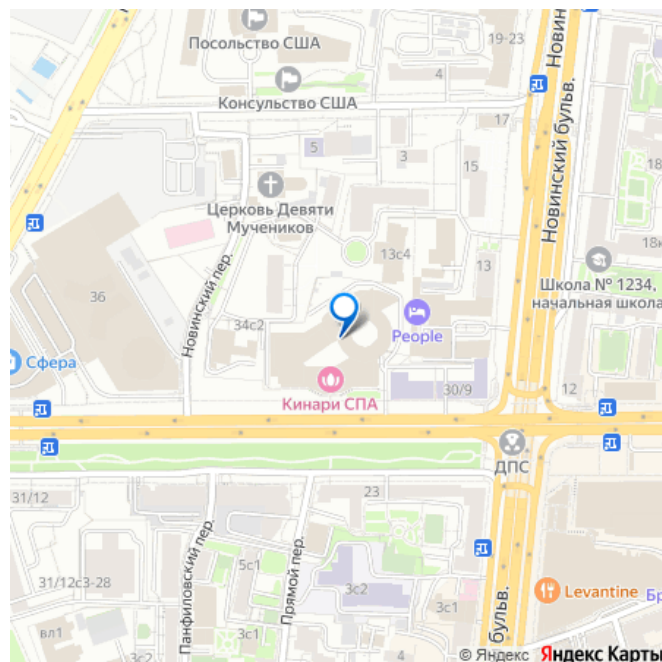 Посольство США
19-23
Новинс
4
Консульство США
17
5
3
15
18
Церковь Девяти
Мучеников
Новинский бульв.
13с4
13
18к
Школа № 1234,
начальная школа
Новинский пер.
36
34с2
People
Сфера
Кинари СПА
30/9
12
ДПС
31/12
23
Панфиловский пер.
Прямой пер.
5с1
31/12с3-28
3с2
Levantine
Бр
3с1
вл1
3с1
бульв.
© Яндекс Яндекс Карты